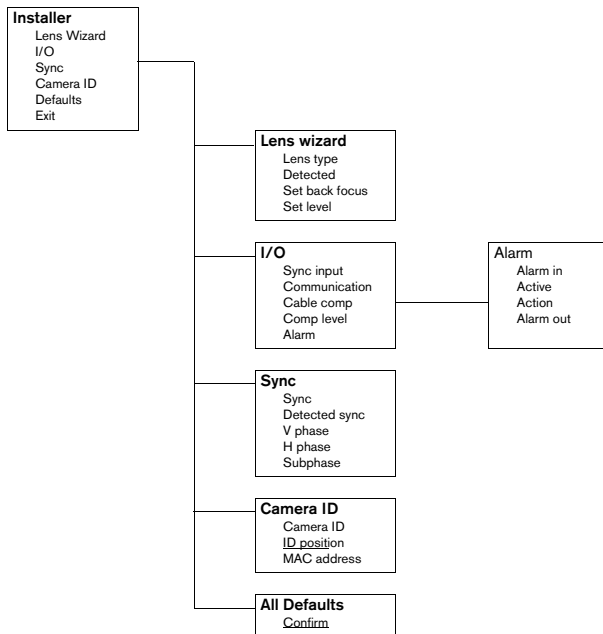 Installer
Lens Wizard
I/O
Sync
Camera ID
Defaults
Exit
Lens wizard
Lens type
Detected
Set back focus
Set level
I/O
Sync input
Communication
Cable comp
Comp level
Alarm
Alarm
Alarm in
Active
Action
Alarm out
Sync
Sync
Detected sync
V phase
H phase
Subphase
Camera ID
Camera ID
ID position
MAC address
All Defaults
Confirm